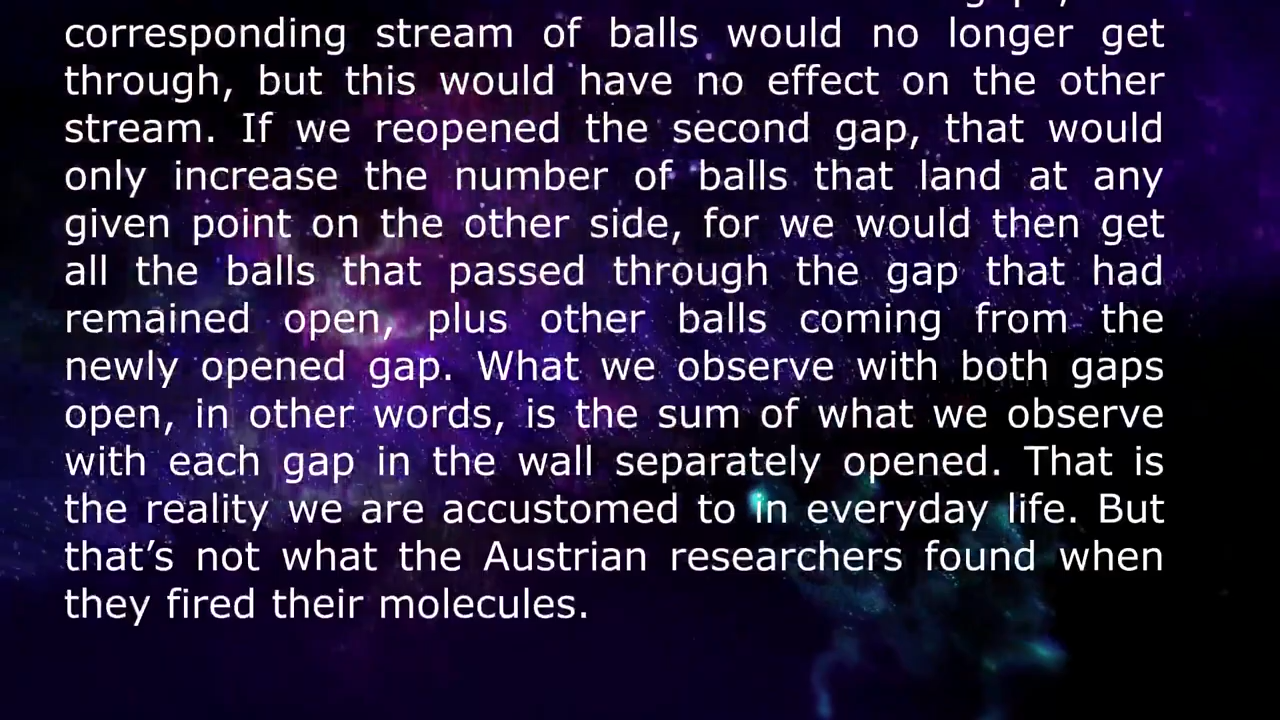 corresponding stream of balls would no longer get
through, but this would have no effect on the other
stream. If we reopened the second gap, that would
only increase the number of balls that land at any
given point on the other side, for we would then get
all the balls that passed through the gap that had
remained open, plus other balls coming from the
newly opened gap. What we observe with both gaps
open, in other words, is the sum of what we observe
with each gap in the wall separately opened. That is
the reality we are accustomed to in everyday life. But
that’s not what the Austrian researchers found when
they fired their molecules.